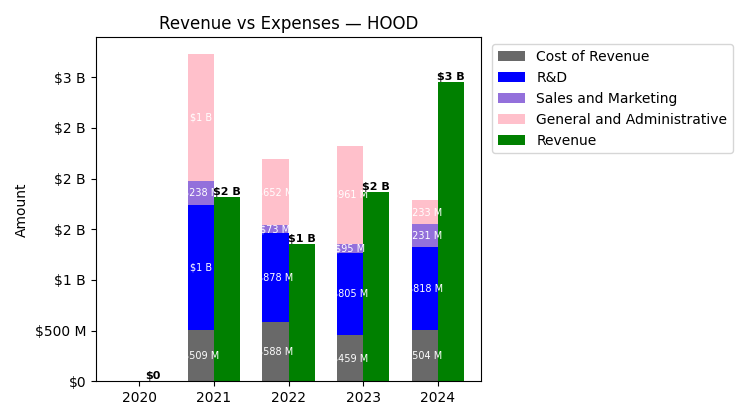 Revenue vs Expenses — HOOD
Cost of Revenue
R&D
Sales and Marketing
General and Administrative
Revenue
Amount
$3 B
$2 B
$2 B
$2 B
$1 B
$500 M
$0
$0
509 M
$1 B
238
$1 B
$2 B
588 M
878 M
$73 M
652 M
$1 B
459 M
805 M
$95 M
961 M
$2 B
504 M
818 M
231 M
233 M
$3 B
2020
2021
2022
2023
2024